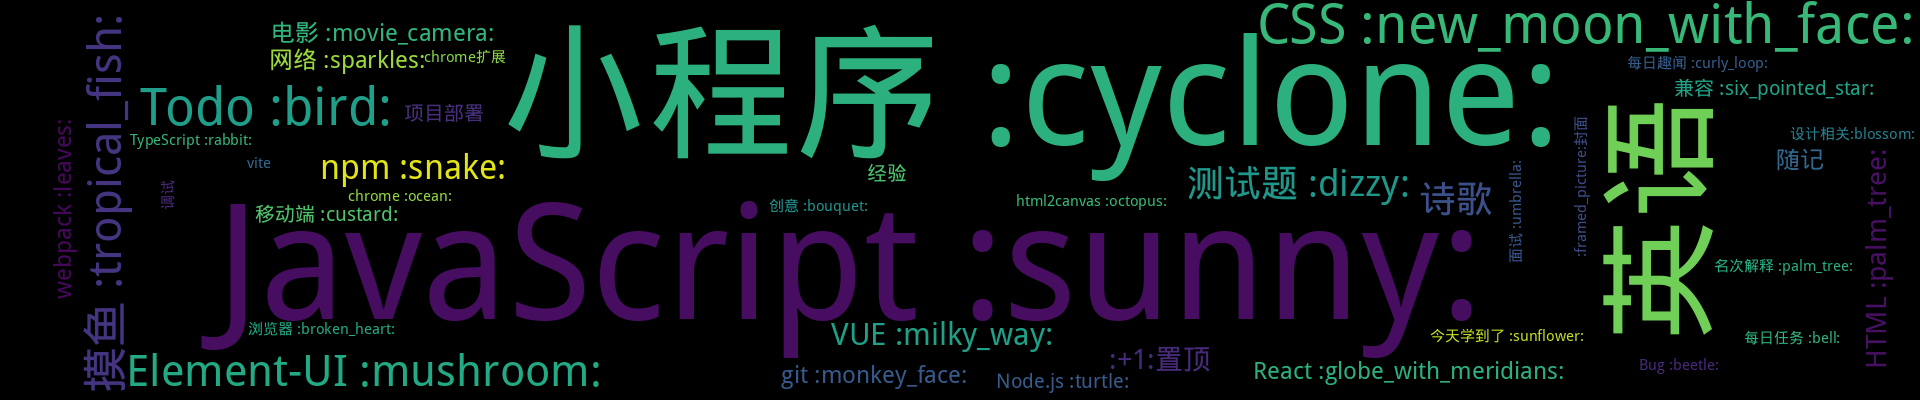 电影 :movie_camera:
网络 :sparkles:
chrome扩展
小程序 :cyclone:
CSS :new_moon_with_face:
每日趣闻 :curly_loop:
兼容 :six_pointed_star:
Todo :bird:
项目部署
TypeScript :rabbit:
vite
npm :snake:
经验
测试题 :dizzy:
诗歌
设计相关:blossom:
随记
chrome :ocean:
调试
移动端 :custard:
创意 :bouquet:
html2canvas :octopus:
面试 :umbrella:
:framed_picture:封面
英语
webpack :leaves:
摸鱼 :tropical_fish:
JavaScript :sunny:
名次解释 :palm_tree:
HTML :palm_tree:
浏览器 :broken_heart:
VUE :milky_way:
今天学到了 :sunflower:
每日任务 :bell:
Element-UI :mushroom:
:+1:置顶
git :monkey_face:
Node.js :turtle:
React :globe_with_meridians:
Bug :beetle: